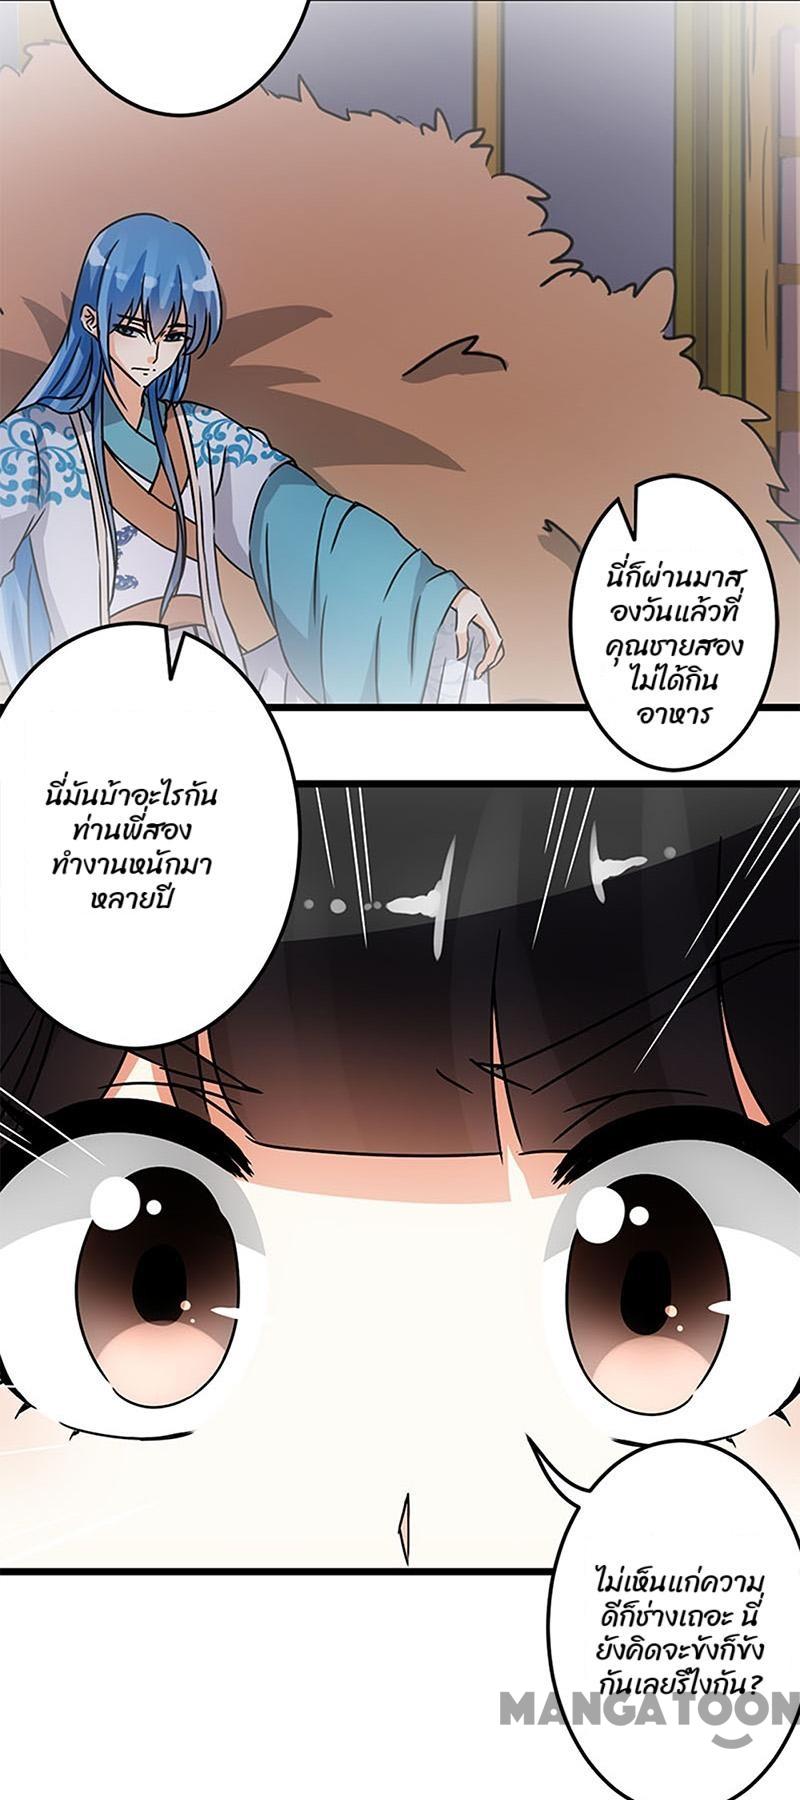 นี่ก็ผ่านมาส
องวันแล้วที่
คุณชายสอง
ไม่ได้กิน
อาหาร
นี่มันบ้าอะไรกัน
ท่านพี่สอง
ทำงานหนักมา
หลายปี
ไม่เห็นแก่ความ
ดีก็ช่างเถอะ นี่
ยังคิดจะขังก็ขัง
กันเลยรึไงกัน?
MANGATOON